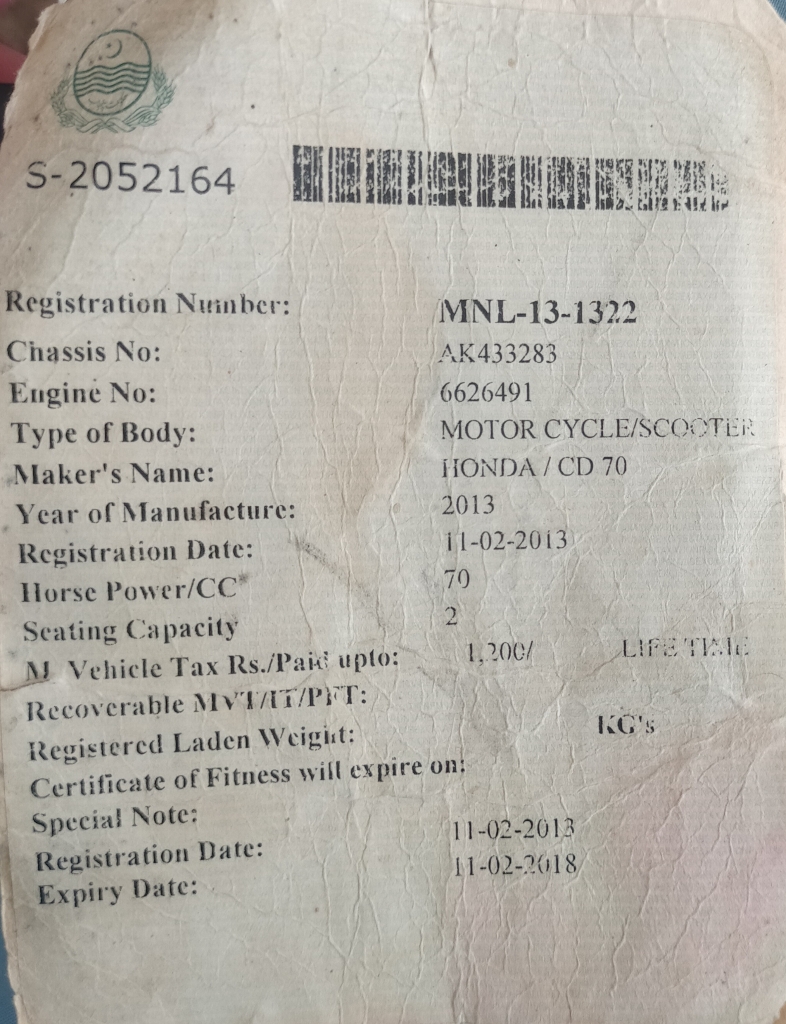 S-2052164
Registration Number: MNL-13-1322
Chassis No: AK433283
Engine No: 6626491
Type of Body: MOTOR CYCLE/SCOOTER
Maker's Name: HONDA / CD 70
Year of Manufacture: 2013
Registration Date: 11-02-2013
Horse Power/CC 70
Seating Capacity 2
M Vehicle Tax Rs./Paid upto: 1,200/ LIFE TIME
Recoverable MVT/IT/PFT:
Registered Laden Weight: KG's
Certificate of Fitness will expire on:
Special Note:
Registration Date: 11-02-2013
Expiry Date: 11-02-2018